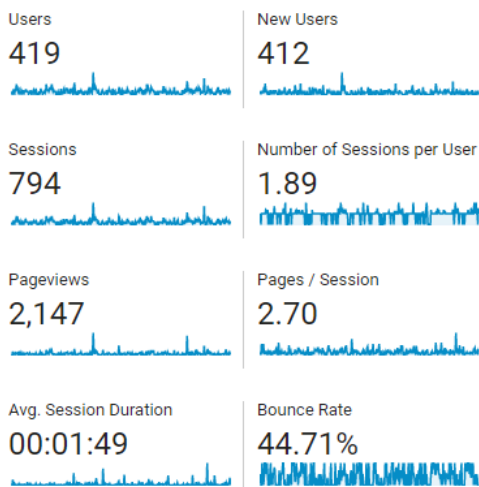 Users
419
New Users
412
Sessions
794
Number of Sessions per User
1.89
Pageviews
2,147
Pages / Session
2.70
Avg. Session Duration
00:01:49
Bounce Rate
44.71%